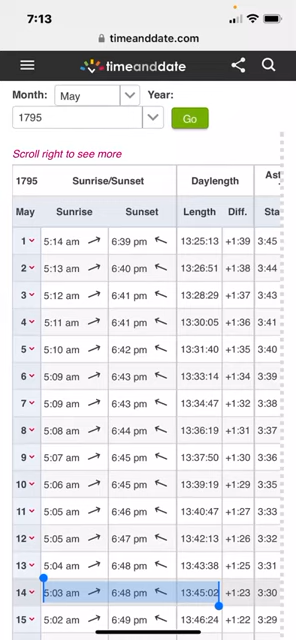 7:13
timeanddate.com
timeanddate
Month: May Year:
1795 Go
Scroll right to see more
1795 Sunrise/Sunset Daylength Ast
May Sunrise Sunset Length Diff. Sta
1 5:14 am 6:39 pm 13:25:13 +1:39 3:45
2 5:13 am 6:40 pm 13:26:51 +1:38 3:44
3 5:12 am 6:41 pm 13:28:29 +1:37 3:43
4 5:11 am 6:41 pm 13:30:05 +1:36 3:41
5 5:10 am 6:42 pm 13:31:40 +1:35 3:40
6 5:09 am 6:43 pm 13:33:14 +1:34 3:39
7 5:09 am 6:43 pm 13:34:47 +1:32 3:38
8 5:08 am 6:44 pm 13:36:19 +1:31 3:37
9 5:07 am 6:45 pm 13:37:50 +1:30 3:36
10 5:06 am 6:45 pm 13:39:19 +1:29 3:35
11 5:05 am 6:46 pm 13:40:47 +1:27 3:33
12 5:05 am 6:47 pm 13:42:13 +1:26 3:32
13 5:04 am 6:48 pm 13:43:38 +1:25 3:31
14 5:03 am 6:48 pm 13:45:02 +1:23 3:30
15 5:02 am 6:49 pm 13:46:24 +1:22 3:29